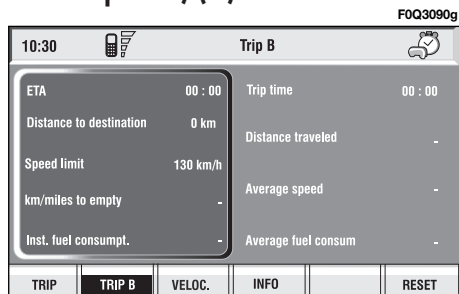 F0Q3090g
10:30 Trip B
ETA 00 : 00
Distance to destination 0 km
Speed limit 130 km/h
km/miles to empty -
Inst. fuel consumpt. -
Trip time 00 : 00
Distance traveled -
Average speed -
Average fuel consum -
TRIP TRIP B VELOC. INFO RESET